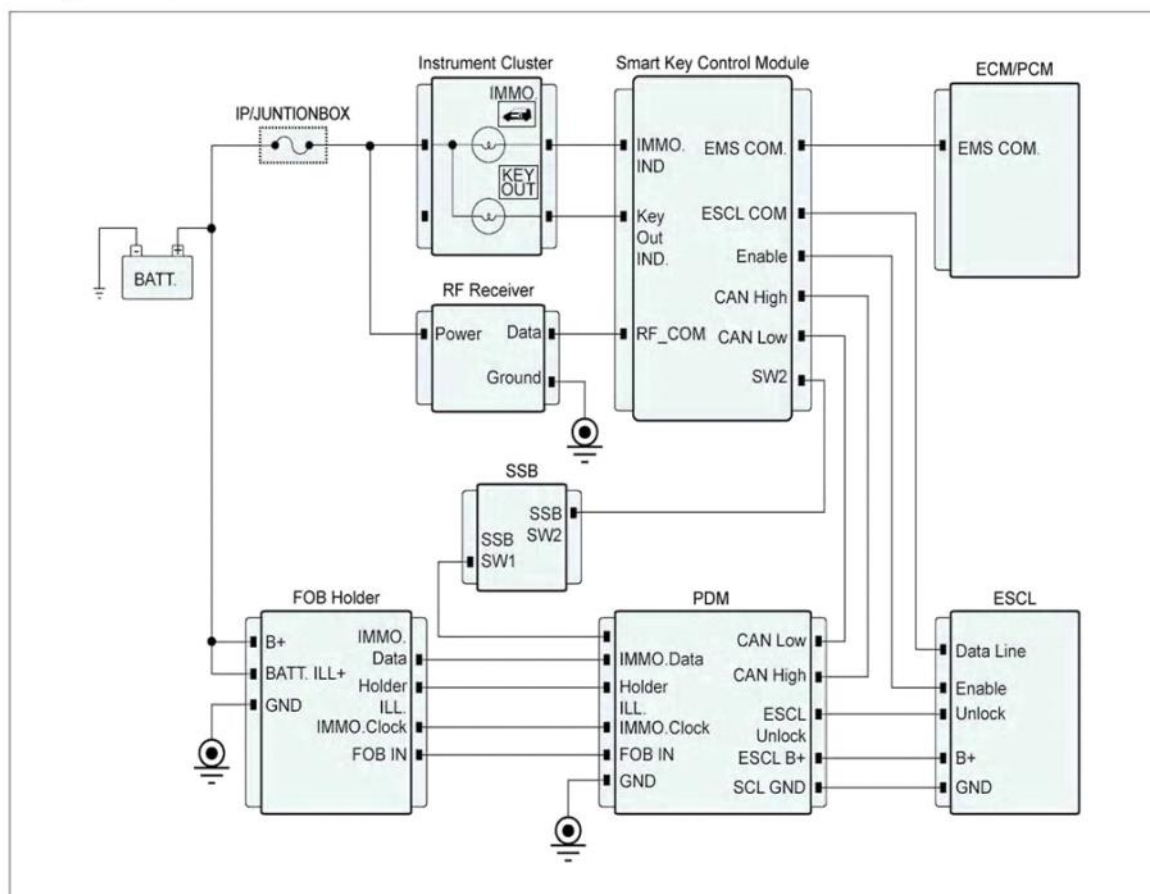 Instrument Cluster
Smart Key Control Module
ECM/PCM
IP/JUNTIONBOX
IMMO.
KEY
OUT
IMMO.
IND
Key
Out
IND.
RF_COM
EMS COM.
ESCL COM
Enable
CAN High
CAN Low
SW2
EMS COM.
-
+
BATT.
RF Receiver
Power
Data
Ground
SSB
SSB
SW2
SSB
SW1
FOB Holder
B+
BATT. ILL+
GND
IMMO.
Data
Holder
ILL.
IMMO.Clock
FOB IN
PDM
IMMO.Data
Holder
ILL.
IMMO.Clock
FOB IN
GND
CAN Low
CAN High
ESCL
Unlock
ESCL B+
SCL GND
ESCL
Data Line
Enable
Unlock
B+
GND